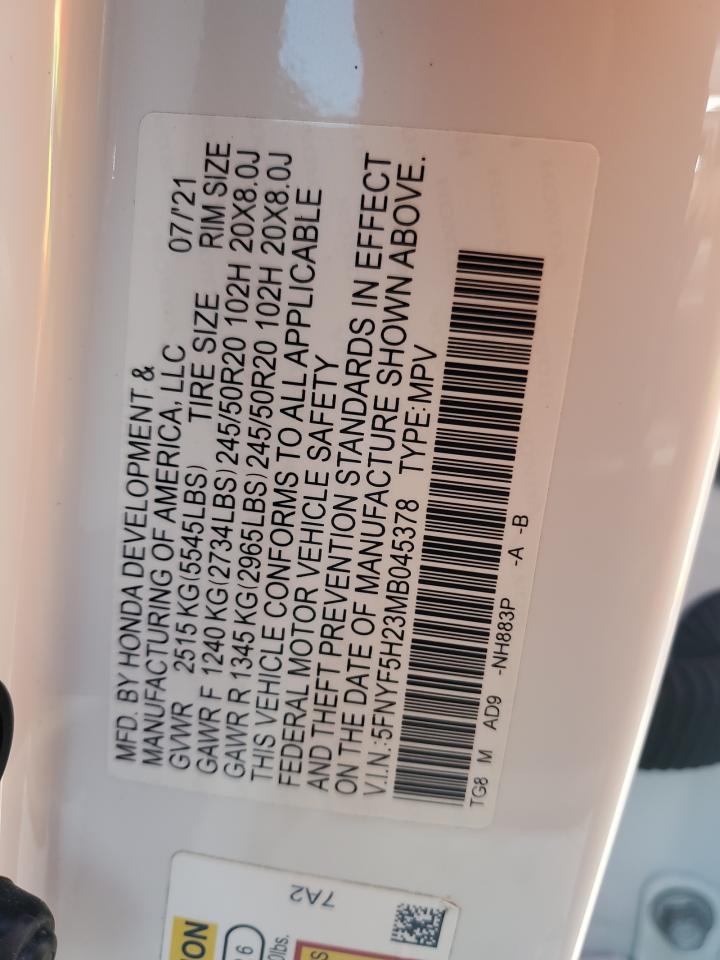 MFD. BY HONDA DEVELOPMENT &
MANUFACTURING OF AMERICA, LLC 07/'21
GVWR 2515 KG(5545LBS) TIRE SIZE RIM SIZE
GAWR F 1240 KG(2734LBS) 245/50R20 102H 20X8.0J
GAWR R 1345 KG(2965LBS) 245/50R20 102H 20X8.0J
THIS VEHICLE CONFORMS TO ALL APPLICABLE
FEDERAL MOTOR VEHICLE SAFETY
AND THEFT PREVENTION STANDARDS IN EFFECT
ON THE DATE OF MANUFACTURE SHOWN ABOVE.
V.I.N.:5FNYF5H23MB045378 TYPE:MPV
TG8 M AD9 -NH883P -A -B
7A2
ON
6
0lbs.
S